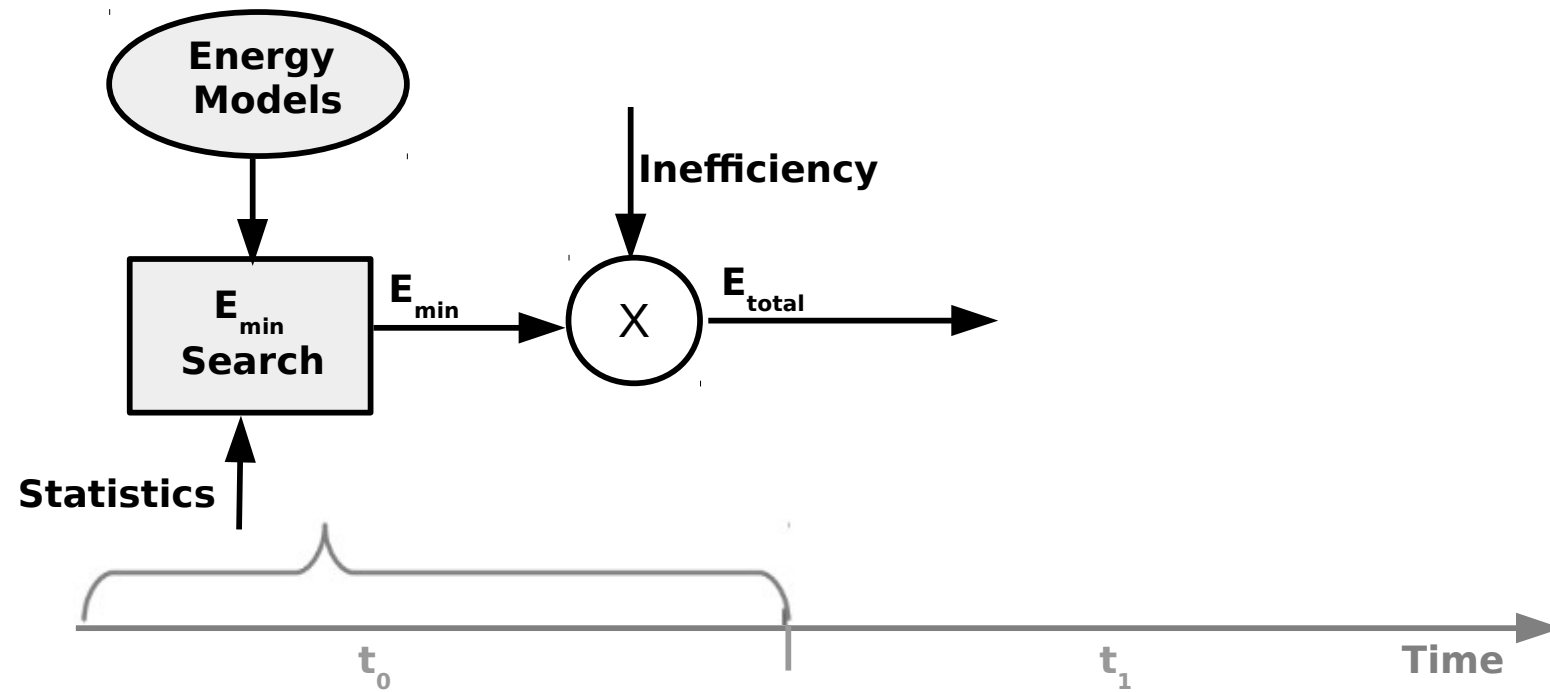 Energy
Models
Inefficiency
E_min
Search
E_min
X
E_total
Statistics
t_0
t_1
Time